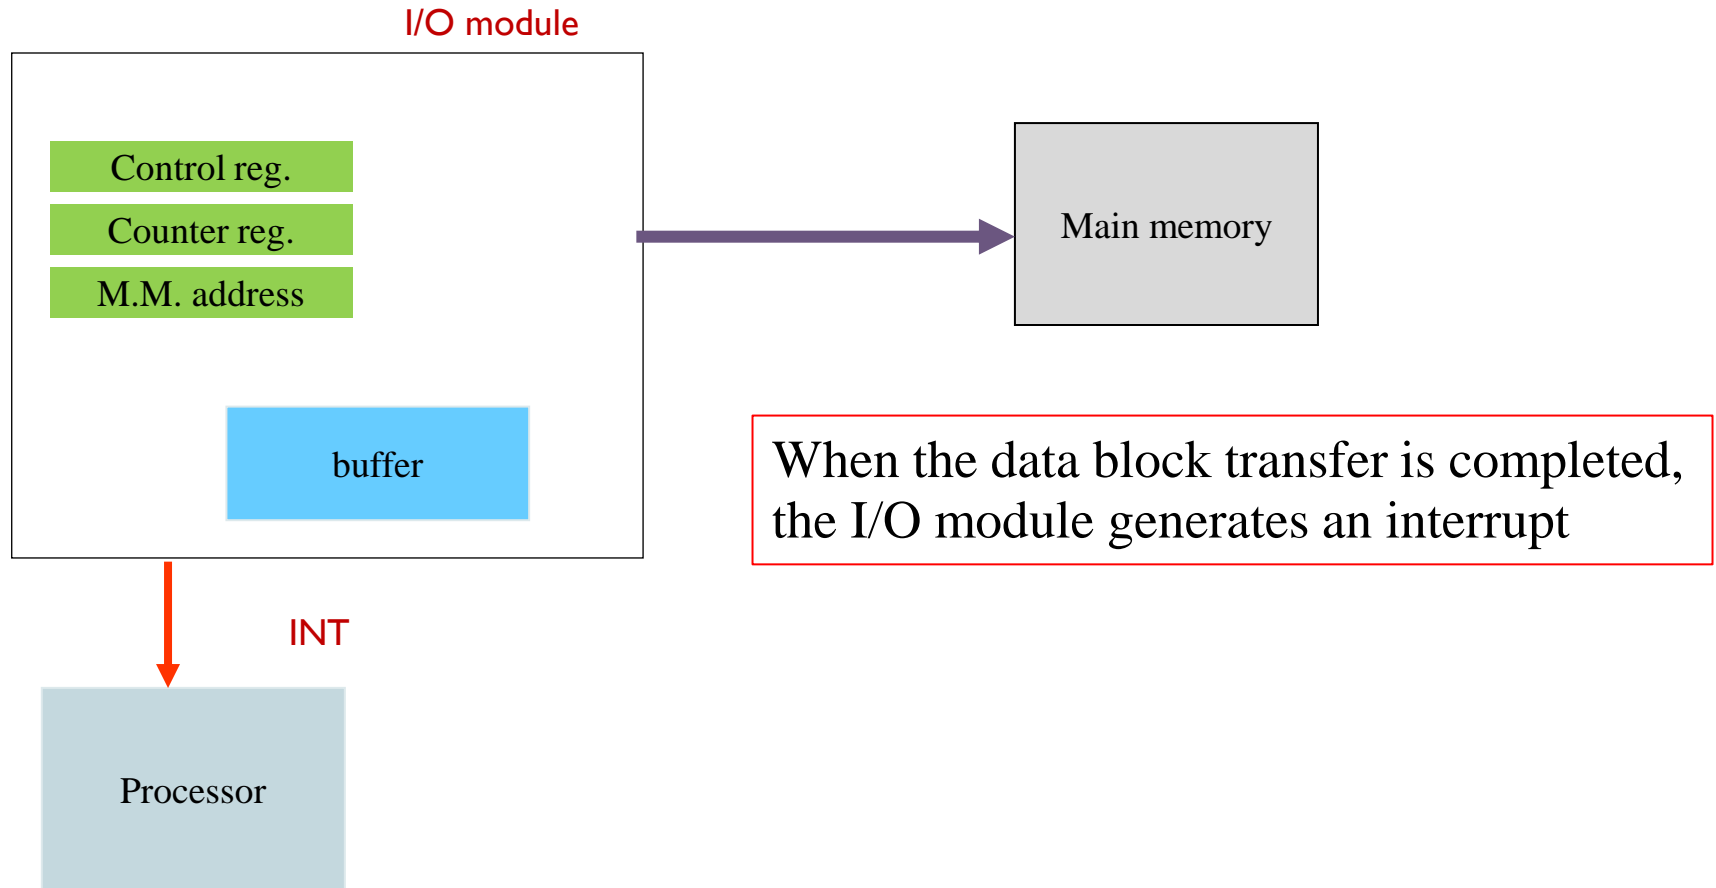 I/O module
Control reg.
Counter reg.
M.M. address
Main memory
buffer
When the data block transfer is completed,
the I/O module generates an interrupt
INT
Processor